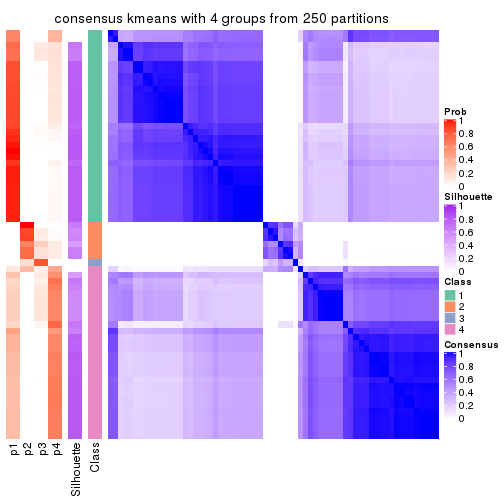 consensus kmeans with 4 groups from 250 partitions
Prob
1
0.8
0.6
0.4
0.2
0
Silhouette
1
0.8
0.6
0.4
0.2
0
Class
1
2
3
4
Consensus
1
0.8
0.6
0.4
0.2
0
p1
p2
p3
p4
Silhouette
Class